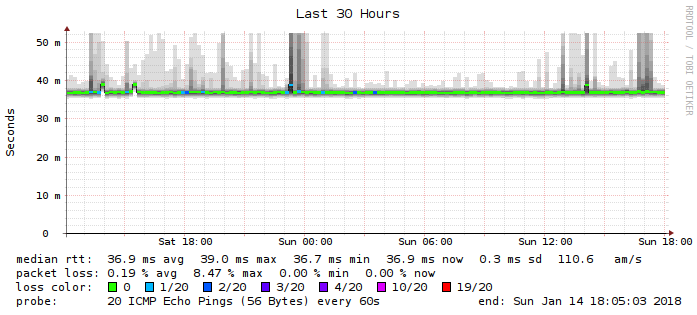 Last 30 Hours
RRDTOOL / TOBI OETIKER
Seconds
50 m
40 m
30 m
20 m
10 m
0
Sat 18:00 Sun 00:00 Sun 06:00 Sun 12:00 Sun 18:00
median rtt: 36.9 ms avg 39.0 ms max 36.7 ms min 36.9 ms now 0.3 ms sd 110.6 am/s
packet loss: 0.19 % avg 8.47 % max 0.00 % min 0.00 % now
loss color: 0 1/20 2/20 3/20 4/20 10/20 19/20
probe: 20 ICMP Echo Pings (56 Bytes) every 60s end: Sun Jan 14 18:05:03 2018